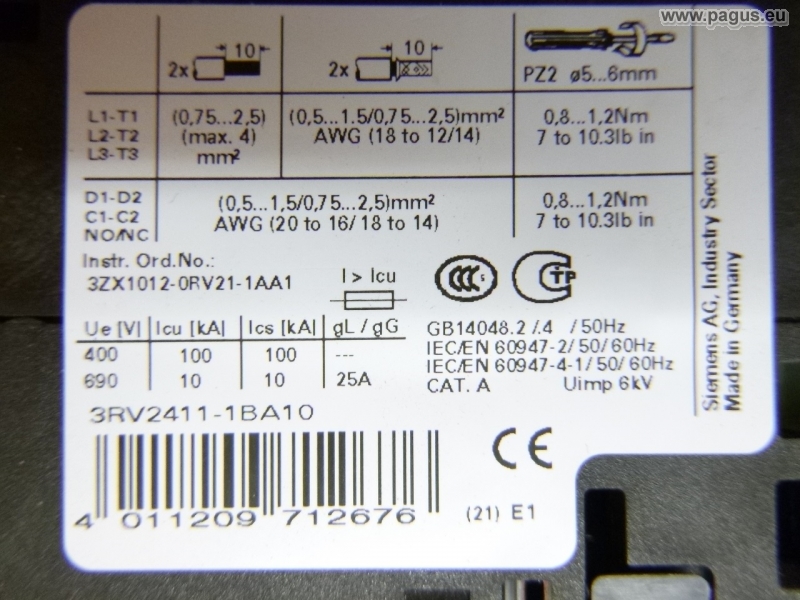 www.pagus.eu
10 10
2x 2x PZ2 ø5...6mm
L1-T1 (0,75...2,5) (0,5...1.5/0,75...2,5)mm² 0,8...1,2Nm
L2-T2 (max. 4) AWG (18 to 12/14) 7 to 10.3lb in
L3-T3 mm²
D1-D2 (0,5...1,5/0,75...2,5)mm² 0,8...1,2Nm
C1-C2 AWG (20 to 16/18 to 14) 7 to 10.3lb in
NO/NC
Instr. Ord.No.:
3ZX1012-0RV21-1AA1
I > Icu
CCC S
C TP
Ue [V] Icu [kA] Ics [kA] gL / gG
400 100 100 ---
690 10 10 25A
GB14048.2 /.4 /50Hz
IEC/EN 60947-2/50/60Hz
IEC/EN 60947-4-1/50/60Hz
CAT. A Uimp 6kV
3RV2411-1BA10
CE
4 011209 712676
(21) E1
Siemens AG, Industry Sector
Made in Germany